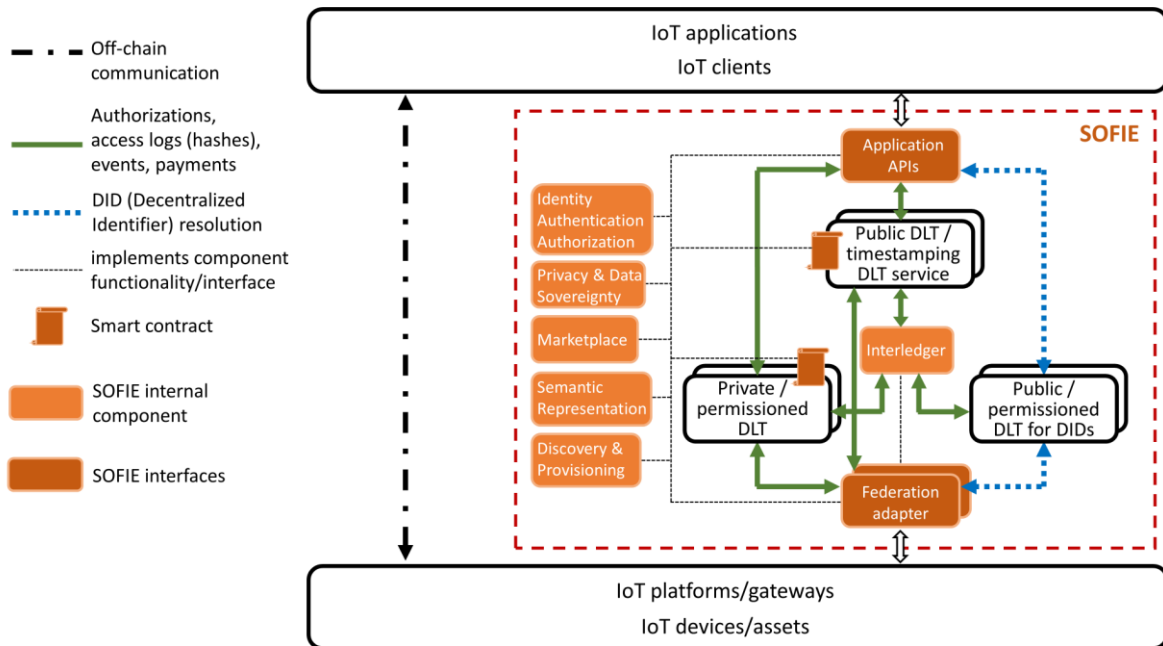 Off-chain
communication
Authorizations,
access logs (hashes),
events, payments
DID (Decentralized
Identifier) resolution
implements component
functionality/interface
Smart contract
SOFIE internal
component
SOFIE interfaces
IoT applications
IoT clients
SOFIE
Application
APIs
Identity
Authentication
Authorization
Privacy & Data
Sovereignty
Marketplace
Semantic
Representation
Discovery &
Provisioning
Public DLT /
timestamping
DLT service
Interledger
Private /
permissioned
DLT
Public /
permissioned
DLT for DIDs
Federation
adapter
IoT platforms/gateways
IoT devices/assets